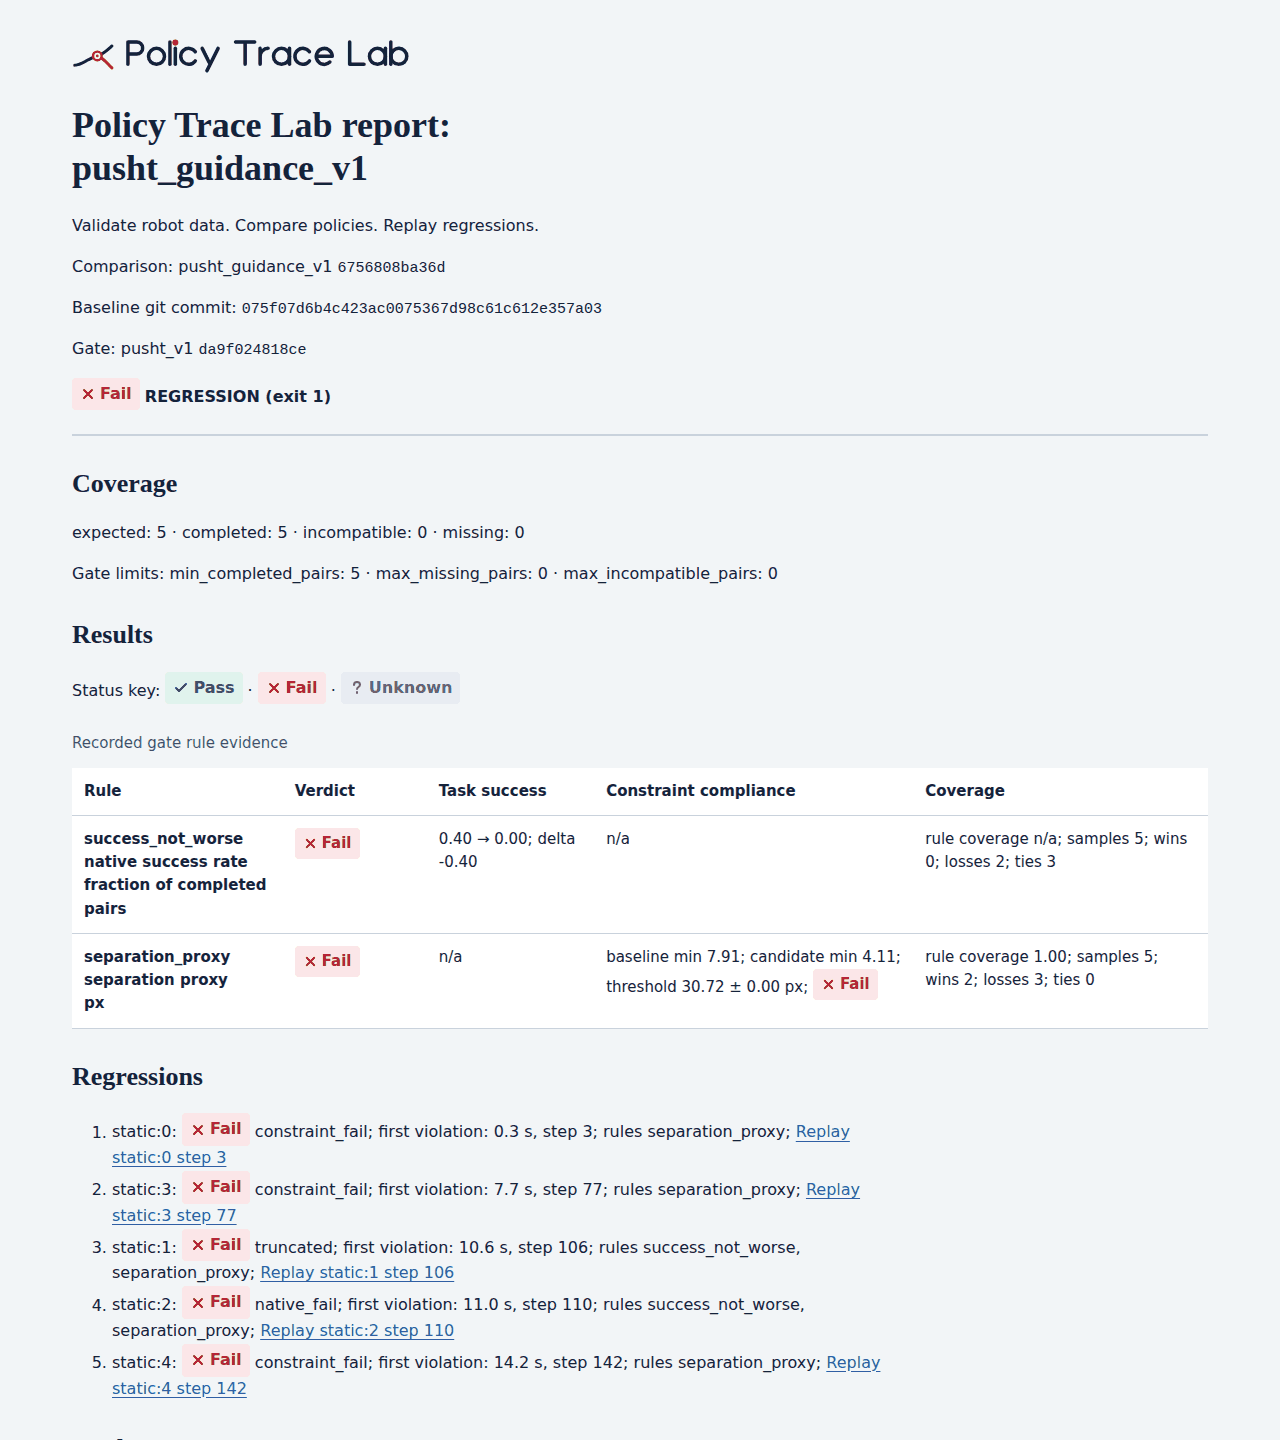 Policy Trace Lab
Policy Trace Lab report:
pusht_guidance_v1
Validate robot data. Compare policies. Replay regressions.
Comparison: pusht_guidance_v1 6756808ba36d
Baseline git commit: 075f07d6b4c423ac0075367d98c61c612e357a03
Gate: pusht_v1 da9f024818ce
Fail REGRESSION (exit 1)
Coverage
expected: 5 · completed: 5 · incompatible: 0 · missing: 0
Gate limits: min_completed_pairs: 5 · max_missing_pairs: 0 · max_incompatible_pairs: 0
Results
Status key: Pass · Fail · ? Unknown
Recorded gate rule evidence
Rule Verdict Task success Constraint compliance Coverage
success_not_worse Fail 0.40 → 0.00; delta n/a rule coverage n/a; samples 5; wins
native success rate -0.40 0; losses 2; ties 3
fraction of completed
pairs
separation_proxy Fail n/a baseline min 7.91; candidate min 4.11; rule coverage 1.00; samples 5;
separation proxy threshold 30.72 ± 0.00 px; Fail wins 2; losses 3; ties 0
px
Regressions
1. static:0: Fail constraint_fail; first violation: 0.3 s, step 3; rules separation_proxy; Replay
static:0 step 3
2. static:3: Fail constraint_fail; first violation: 7.7 s, step 77; rules separation_proxy; Replay
static:3 step 77
3. static:1: Fail truncated; first violation: 10.6 s, step 106; rules success_not_worse,
separation_proxy; Replay static:1 step 106
4. static:2: Fail native_fail; first violation: 11.0 s, step 110; rules success_not_worse,
separation_proxy; Replay static:2 step 110
5. static:4: Fail constraint_fail; first violation: 14.2 s, step 142; rules separation_proxy; Replay
static:4 step 142